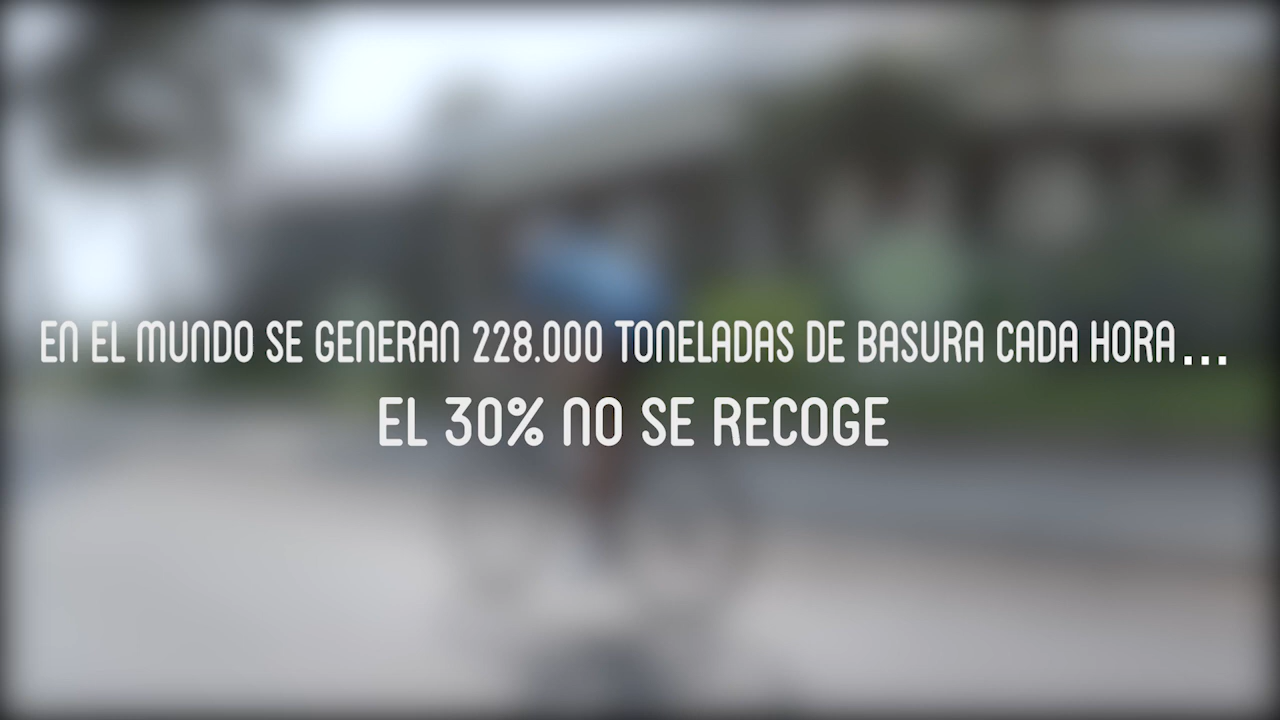 EN EL MUNDO SE GENERAN 228.000 TONELADAS DE BASURA CADA HORA...
EL 30% NO SE RECOGE